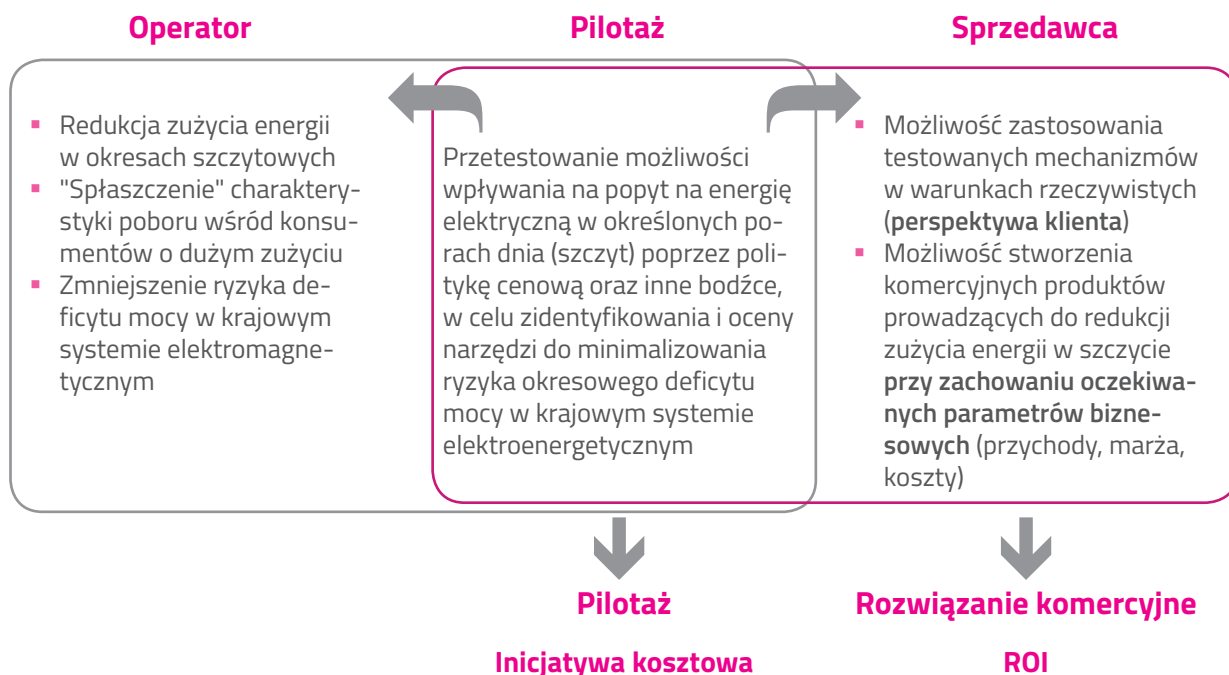 Operator
Redukcja zużycia energii
w okresach szczytowych
"Spłaszczenie" charaktery-
styki poboru wśród konsu-
mentów o dużym zużyciu
Zmniejszenie ryzyka de-
ficytu mocy w krajowym
systemie elektromagne-
tycznym
Pilotaż
Przetestowanie możliwości
wpływania na popyt na energię
elektryczną w określonych po-
rach dnia (szczyt) poprzez poli-
tykę cenową oraz inne bodźce,
w celu zidentyfikowania i oceny
narzędzi do minimalizowania
ryzyka okresowego deficytu
mocy w krajowym systemie
elektroenergetycznym
Sprzedawca
Możliwość zastosowania
testowanych mechanizmów
w warunkach rzeczywistych
(perspektywa klienta)
Możliwość stworzenia
komercyjnych produktów
prowadzących do redukcji
zużycia energii w szczycie
przy zachowaniu oczekiwa-
nych parametrów bizne-
sowych (przychody, marża,
koszty)
Pilotaż
Inicjatywa kosztowa
Rozwiązanie komercyjne
ROI